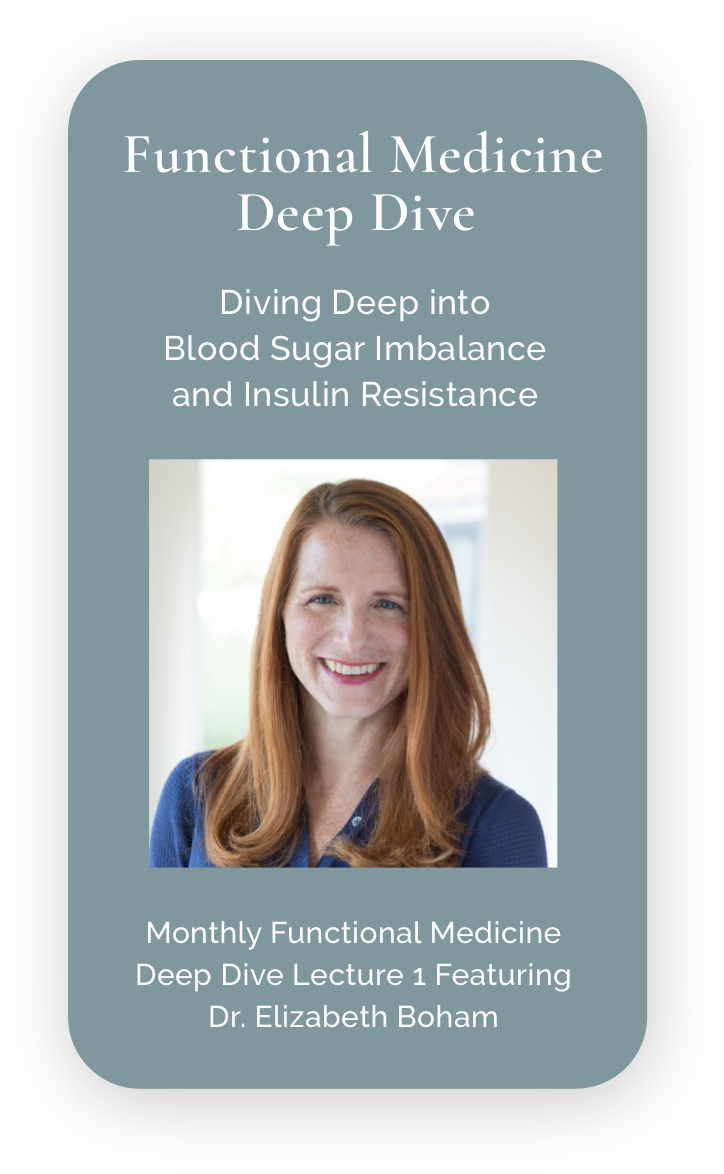 Functional Medicine
Deep Dive
Diving Deep into
Blood Sugar Imbalance
and Insulin Resistance
Monthly Functional Medicine
Deep Dive Lecture 1 Featuring
Dr. Elizabeth Boham